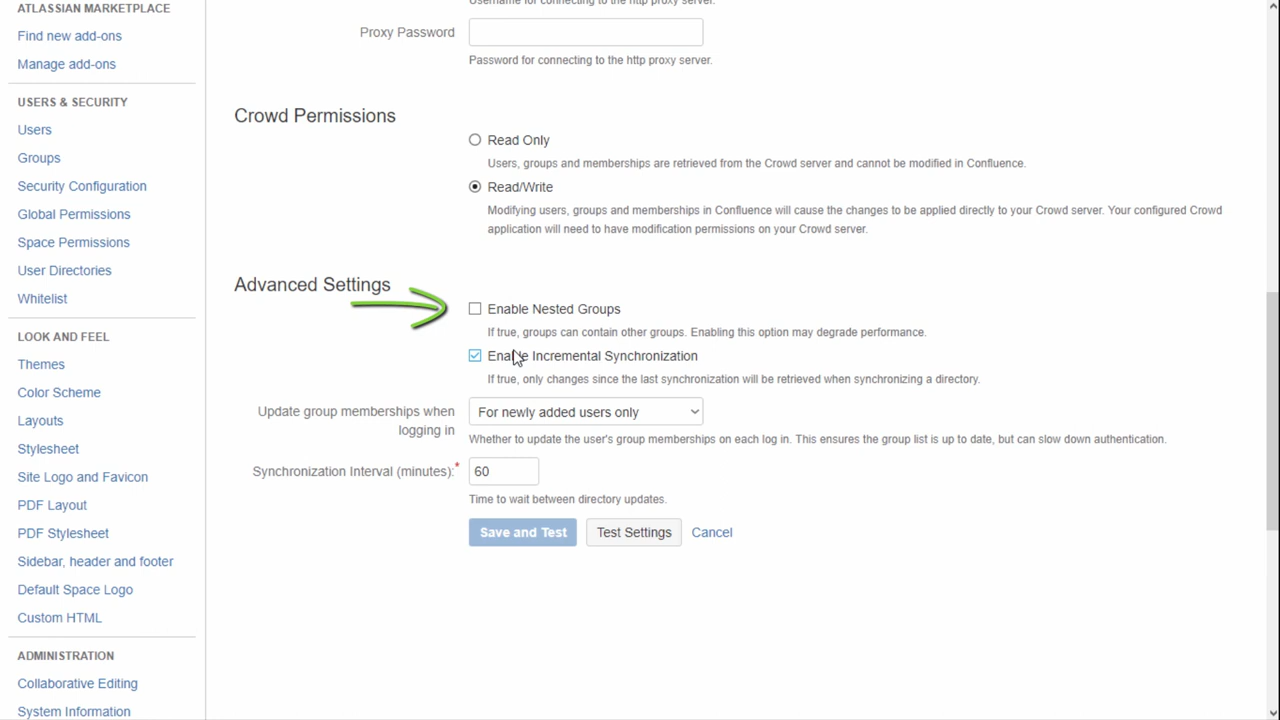 ATLASSIAN MARKETPLACE
Find new add-ons
Manage add-ons
USERS & SECURITY
Users
Groups
Security Configuration
Global Permissions
Space Permissions
User Directories
Whitelist
LOOK AND FEEL
Themes
Color Scheme
Layouts
Stylesheet
Site Logo and Favicon
PDF Layout
PDF Stylesheet
Sidebar, header and footer
Default Space Logo
Custom HTML
ADMINISTRATION
Collaborative Editing
System Information
Username for connecting to the http proxy server.
Proxy Password
Password for connecting to the http proxy server.
Crowd Permissions
Read Only
Users, groups and memberships are retrieved from the Crowd server and cannot be modified in Confluence.
Read/Write
Modifying users, groups and memberships in Confluence will cause the changes to be applied directly to your Crowd server. Your configured Crowd
application will need to have modification permissions on your Crowd server.
Advanced Settings
Enable Nested Groups
If true, groups can contain other groups. Enabling this option may degrade performance.
Enable Incremental Synchronization
If true, only changes since the last synchronization will be retrieved when synchronizing a directory.
Update group memberships when
logging in
For newly added users only
Whether to update the user's group memberships on each log in. This ensures the group list is up to date, but can slow down authentication.
Synchronization Interval (minutes):*
60
Time to wait between directory updates.
Save and Test
Test Settings
Cancel